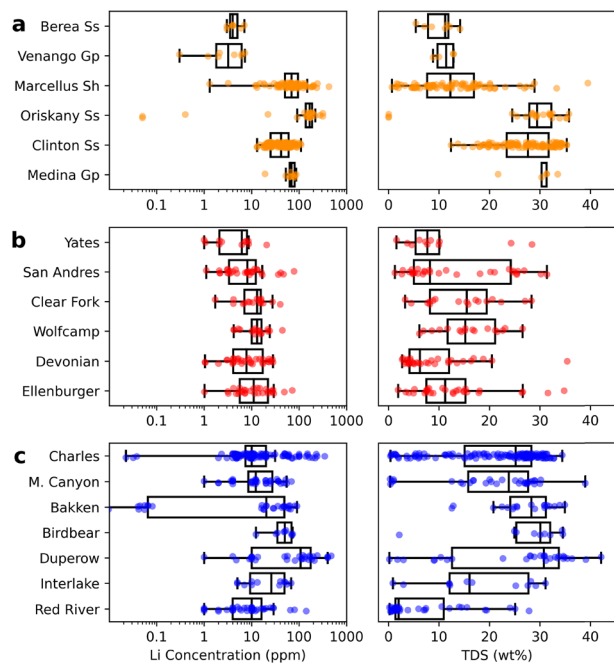 a
Berea Ss
Venango Gp
Marcellus Sh
Oriskany Ss
Clinton Ss
Medina Gp
0.1 1 10 100 1000
0 10 20 30 40
b
Yates
San Andres
Clear Fork
Wolfcamp
Devonian
Ellenburger
0.1 1 10 100 1000
0 10 20 30 40
c
Charles
M. Canyon
Bakken
Birdbear
Duperow
Interlake
Red River
0.1 1 10 100 1000
0 10 20 30 40
Li Concentration (ppm)
TDS (wt%)